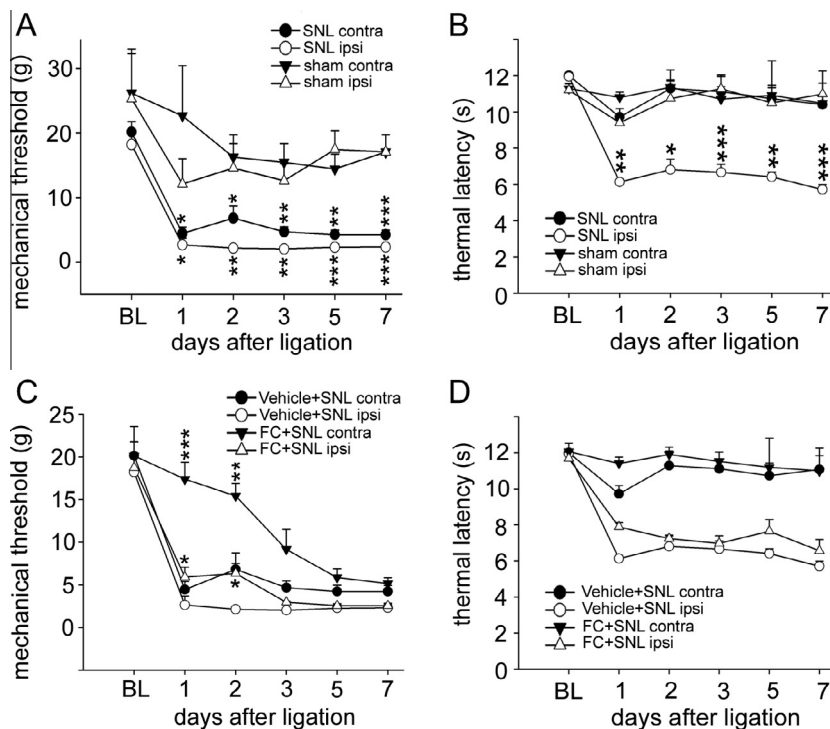 A
mechanical threshold (g)
30
20
10
0
SNL contra
SNL ipsi
sham contra
sham ipsi
* * ** ** ***
* ** ** *** ***
BL 1 2 3 5 7
days after ligation
B
thermal latency (s)
12
10
8
6
4
2
0
** * *** ** ***
SNL contra
SNL ipsi
sham contra
sham ipsi
BL 1 2 3 5 7
days after ligation
C
mechanical threshold (g)
25
20
15
10
5
0
Vehicle+SNL contra
Vehicle+SNL ipsi
FC+SNL contra
FC+SNL ipsi
*** **
* *
BL 1 2 3 5 7
days after ligation
D
thermal latency (s)
12
10
8
6
4
2
0
Vehicle+SNL contra
Vehicle+SNL ipsi
FC+SNL contra
FC+SNL ipsi
BL 1 2 3 5 7
days after ligation